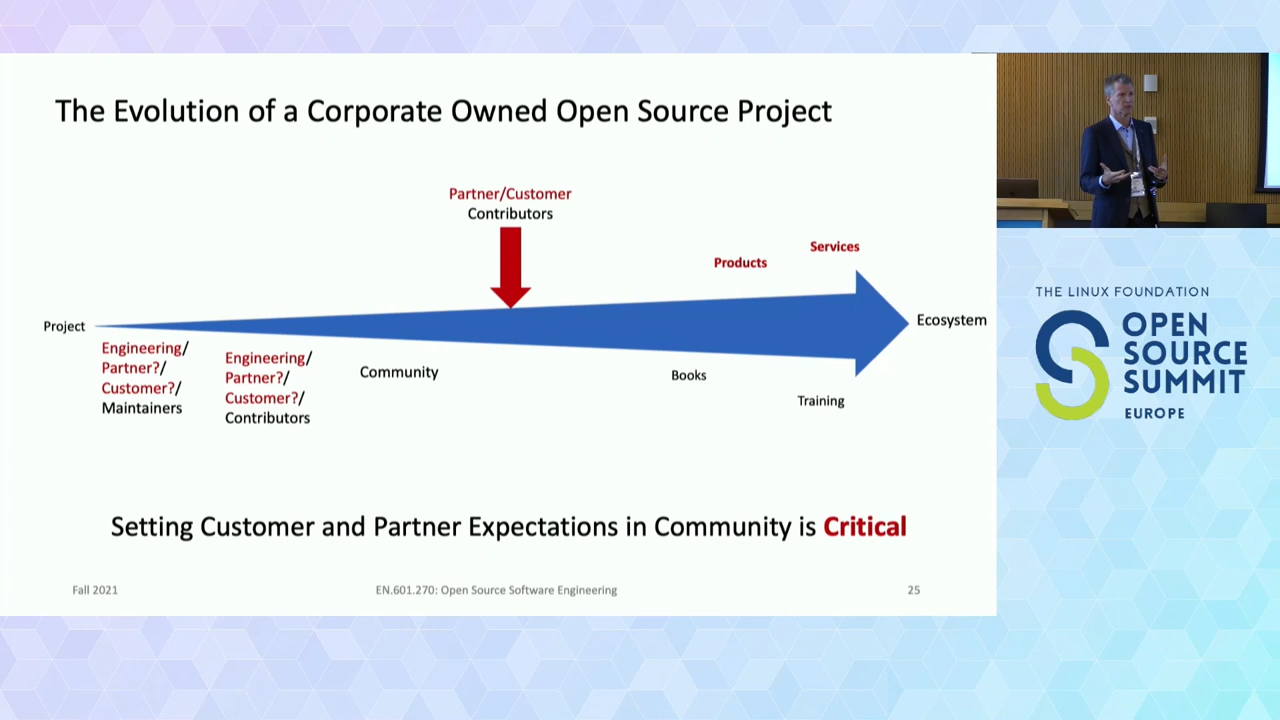 The Evolution of a Corporate Owned Open Source Project
Partner/Customer
Contributors
Services
Products
Project
Ecosystem
Engineering/
Partner?/
Customer?/
Maintainers
Engineering/
Partner?/
Customer?/
Contributors
Community
Books
Training
Setting Customer and Partner Expectations in Community is Critical
Fall 2021
EN.601.270: Open Source Software Engineering
25
THE LINUX FOUNDATION
OPEN
SOURCE
SUMMIT
EUROPE